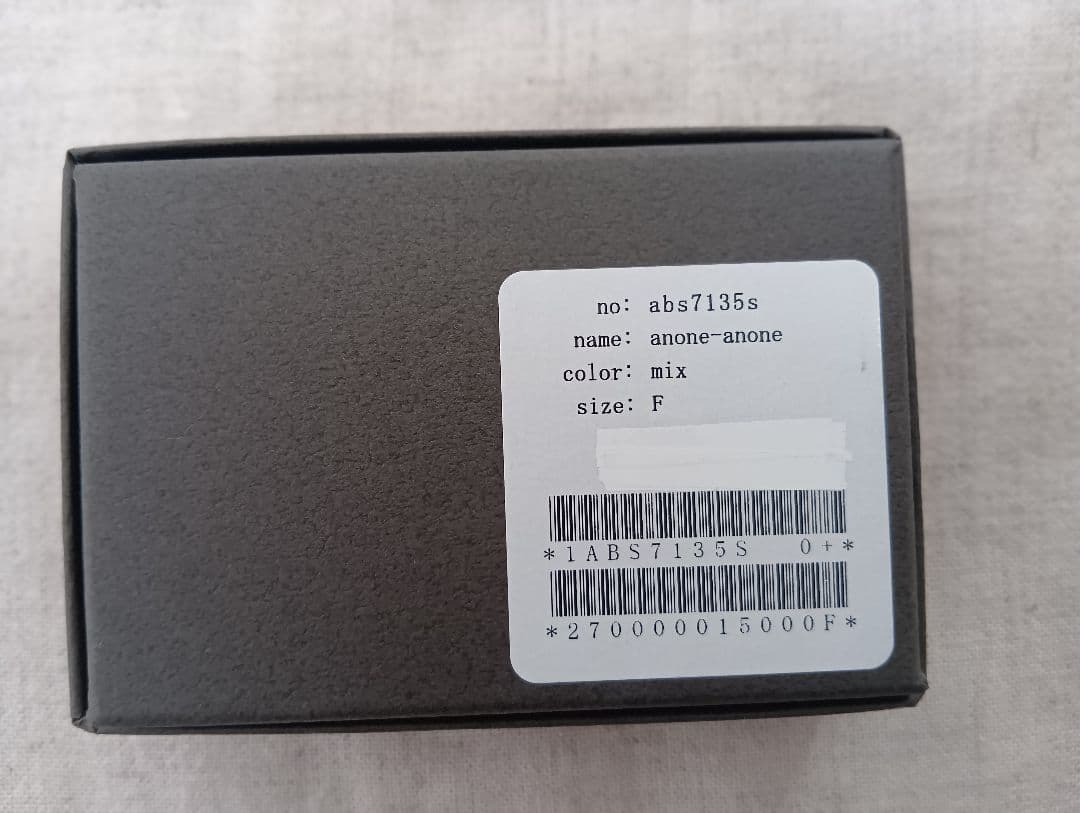 no: abs7135s
name: anone-anone
color: mix
size: F
*1ABS7135S 0+*
*270000015000F*